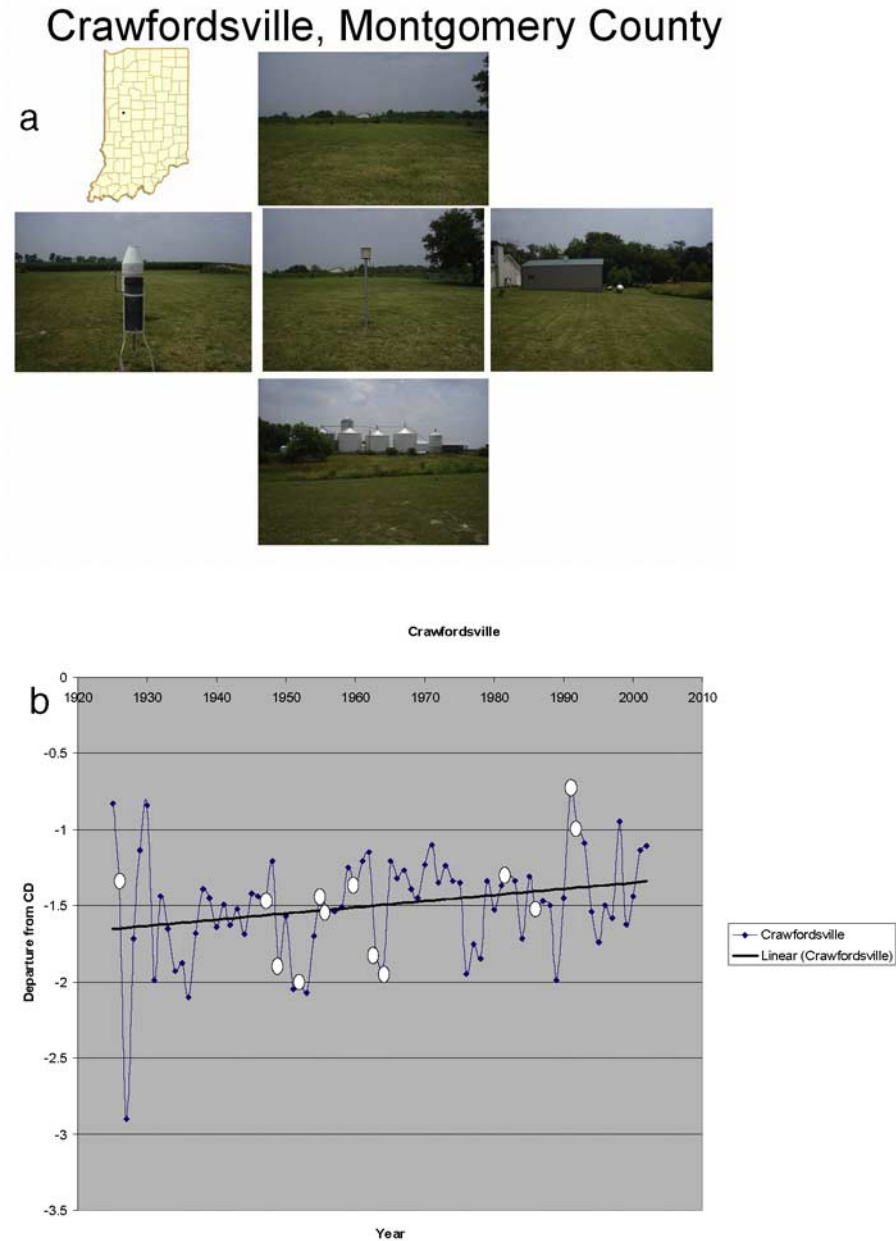 Crawfordsville, Montgomery County
a
Crawfordsville
b
0
1920 1930 1940 1950 1960 1970 1980 1990 2000 2010
-0.5
-1
-1.5
-2
-2.5
-3
-3.5
Departure from CD
Year
Crawfordsville
Linear (Crawfordsville)